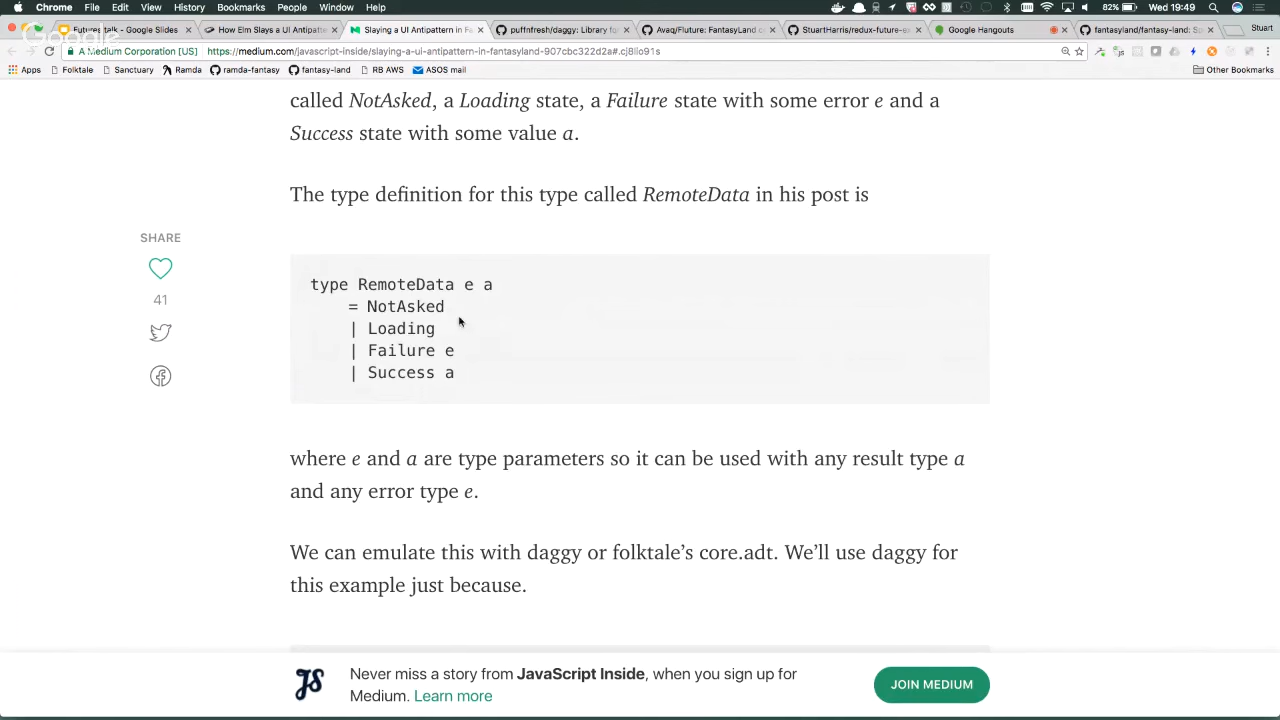 Chrome File Edit View History Bookmarks People Window Help 82% Wed 19:49
Google
Futures talk - Google Slides
How Elm Slays a UI Antipattern
Slaying a UI Antipattern in Fa
puffnfresh/daggy: Library fo
Avaq/Future: FantasyLand
StuartHarris/redux-future-e
Google Hangouts
fantasyland/fantasy-land: Sp
Start
A Medium Corporation [US] https://medium.com/javascript-inside/slaying-a-ui-antipattern-in-fantasyland-907cbc322d2a#.cj8lio91s
Apps Folktale Sanctuary Ramda ramda-fantasy fantasy-land RB AWS ASOS mail Other Bookmarks
called NotAsked, a Loading state, a Failure state with some error e and a
Success state with some value a.
The type definition for this type called RemoteData in his post is
SHARE
41
type RemoteData e a
= NotAsked
| Loading
| Failure e
| Success a
where e and a are type parameters so it can be used with any result type a
and any error type e.
We can emulate this with daggy or folktale’s core.adt. We’ll use daggy for
this example just because.
JS
Never miss a story from JavaScript Inside, when you sign up for
Medium. Learn more
JOIN MEDIUM